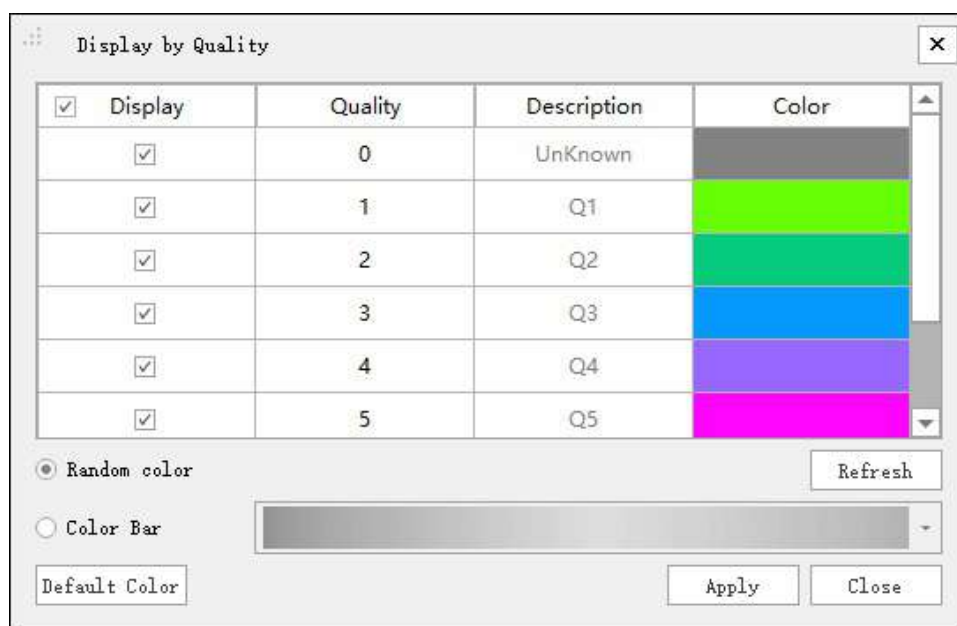 Display by Quality
Display Quality Description Color
0 UnKnown
1 Q1
2 Q2
3 Q3
4 Q4
5 Q5
Random color Refresh
Color Bar
Default Color Apply Close